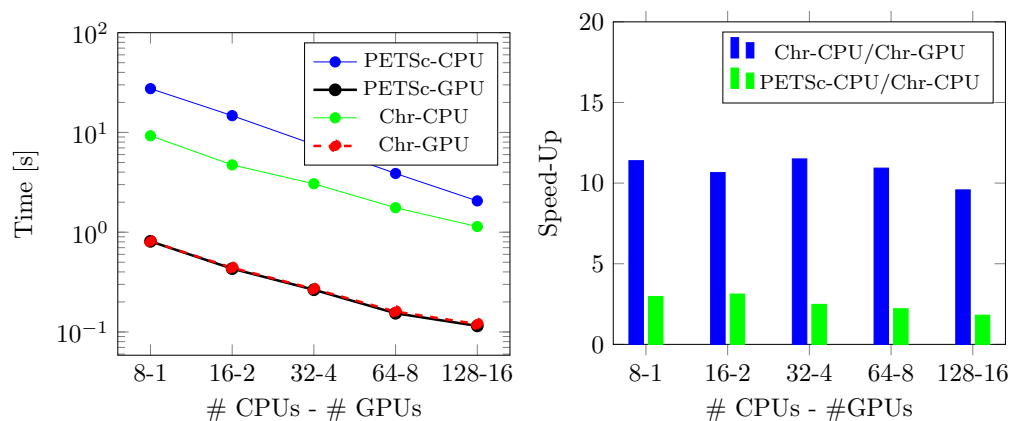 10^2
10^1
10^0
10^−1
Time [s]
PETSc-CPU
PETSc-GPU
Chr-CPU
Chr-GPU
8-1 16-2 32-4 64-8 128-16
# CPUs - # GPUs
20
15
10
5
0
Speed-Up
Chr-CPU/Chr-GPU
PETSc-CPU/Chr-CPU
8-1 16-2 32-4 64-8 128-16
# CPUs - #GPUs